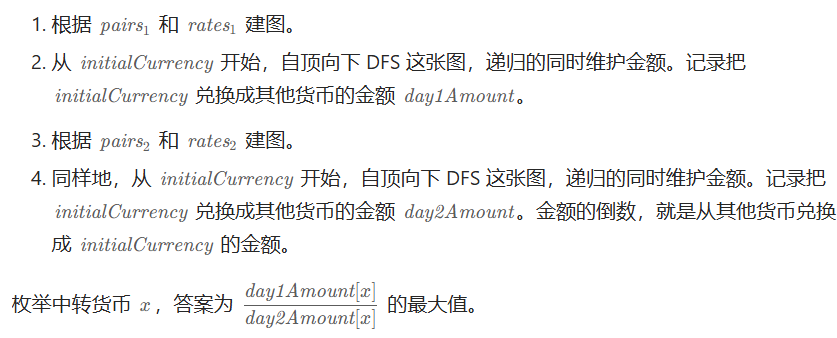 1. 根据 pairs₁ 和 rates₁ 建图。
2. 从 initialCurrency 开始，自顶向下 DFS 这张图，递归的同时维护金额。记录把
initialCurrency 兑换成其他货币的金额 day1Amount。
3. 根据 pairs₂ 和 rates₂ 建图。
4. 同样地，从 initialCurrency 开始，自顶向下 DFS 这张图，递归的同时维护金额。记录把
initialCurrency 兑换成其他货币的金额 day2Amount。金额的倒数，就是从其他货币兑换
成 initialCurrency 的金额。
枚举中转货币 x，答案为 day1Amount[x] / day2Amount[x] 的最大值。